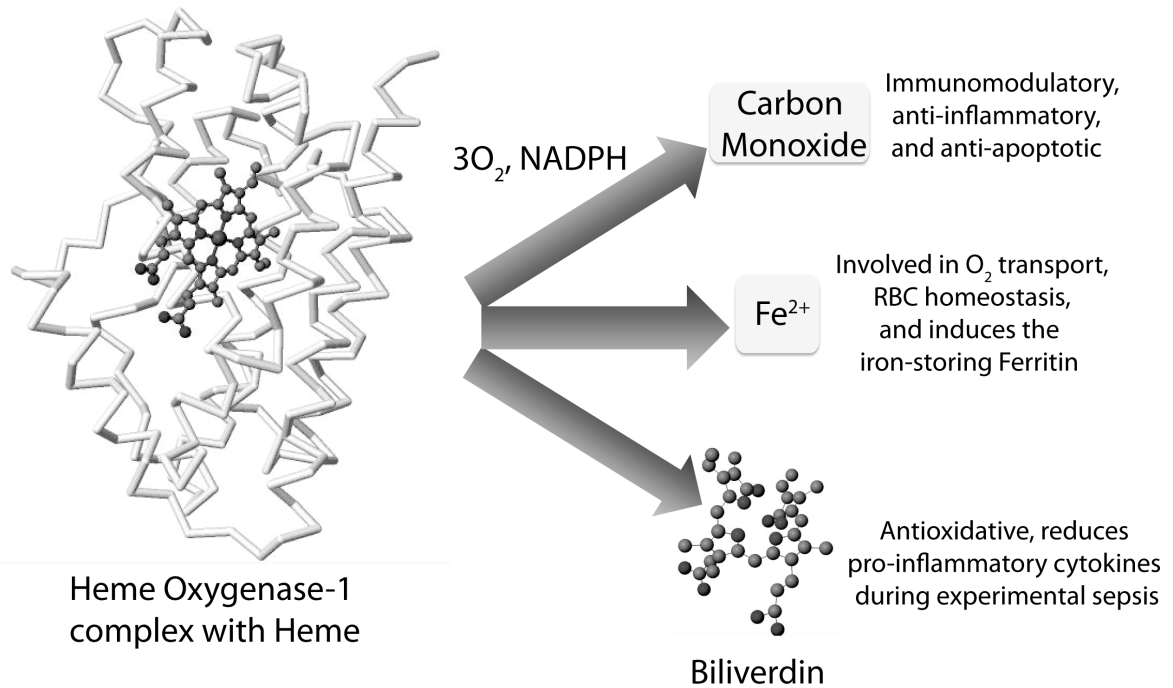 3O₂, NADPH
Carbon
Monoxide
Immunomodulatory,
anti-inflammatory,
and anti-apoptotic
Fe²⁺
Involved in O₂ transport,
RBC homeostasis,
and induces the
iron-storing Ferritin
Antioxidative, reduces
pro-inflammatory cytokines
during experimental sepsis
Biliverdin
Heme Oxygenase-1
complex with Heme